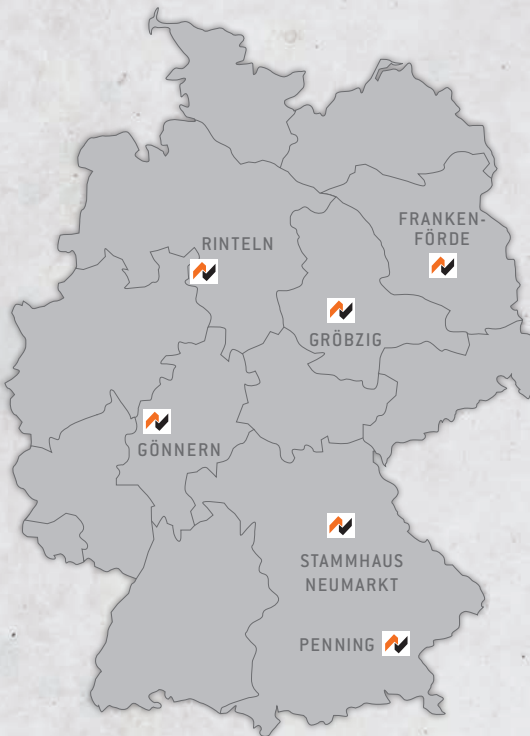 RINTELN
FRANKEN-
FÖRDE
GRÖBZIG
GÖNNERN
STAMMHAUS
NEUMARKT
PENNING